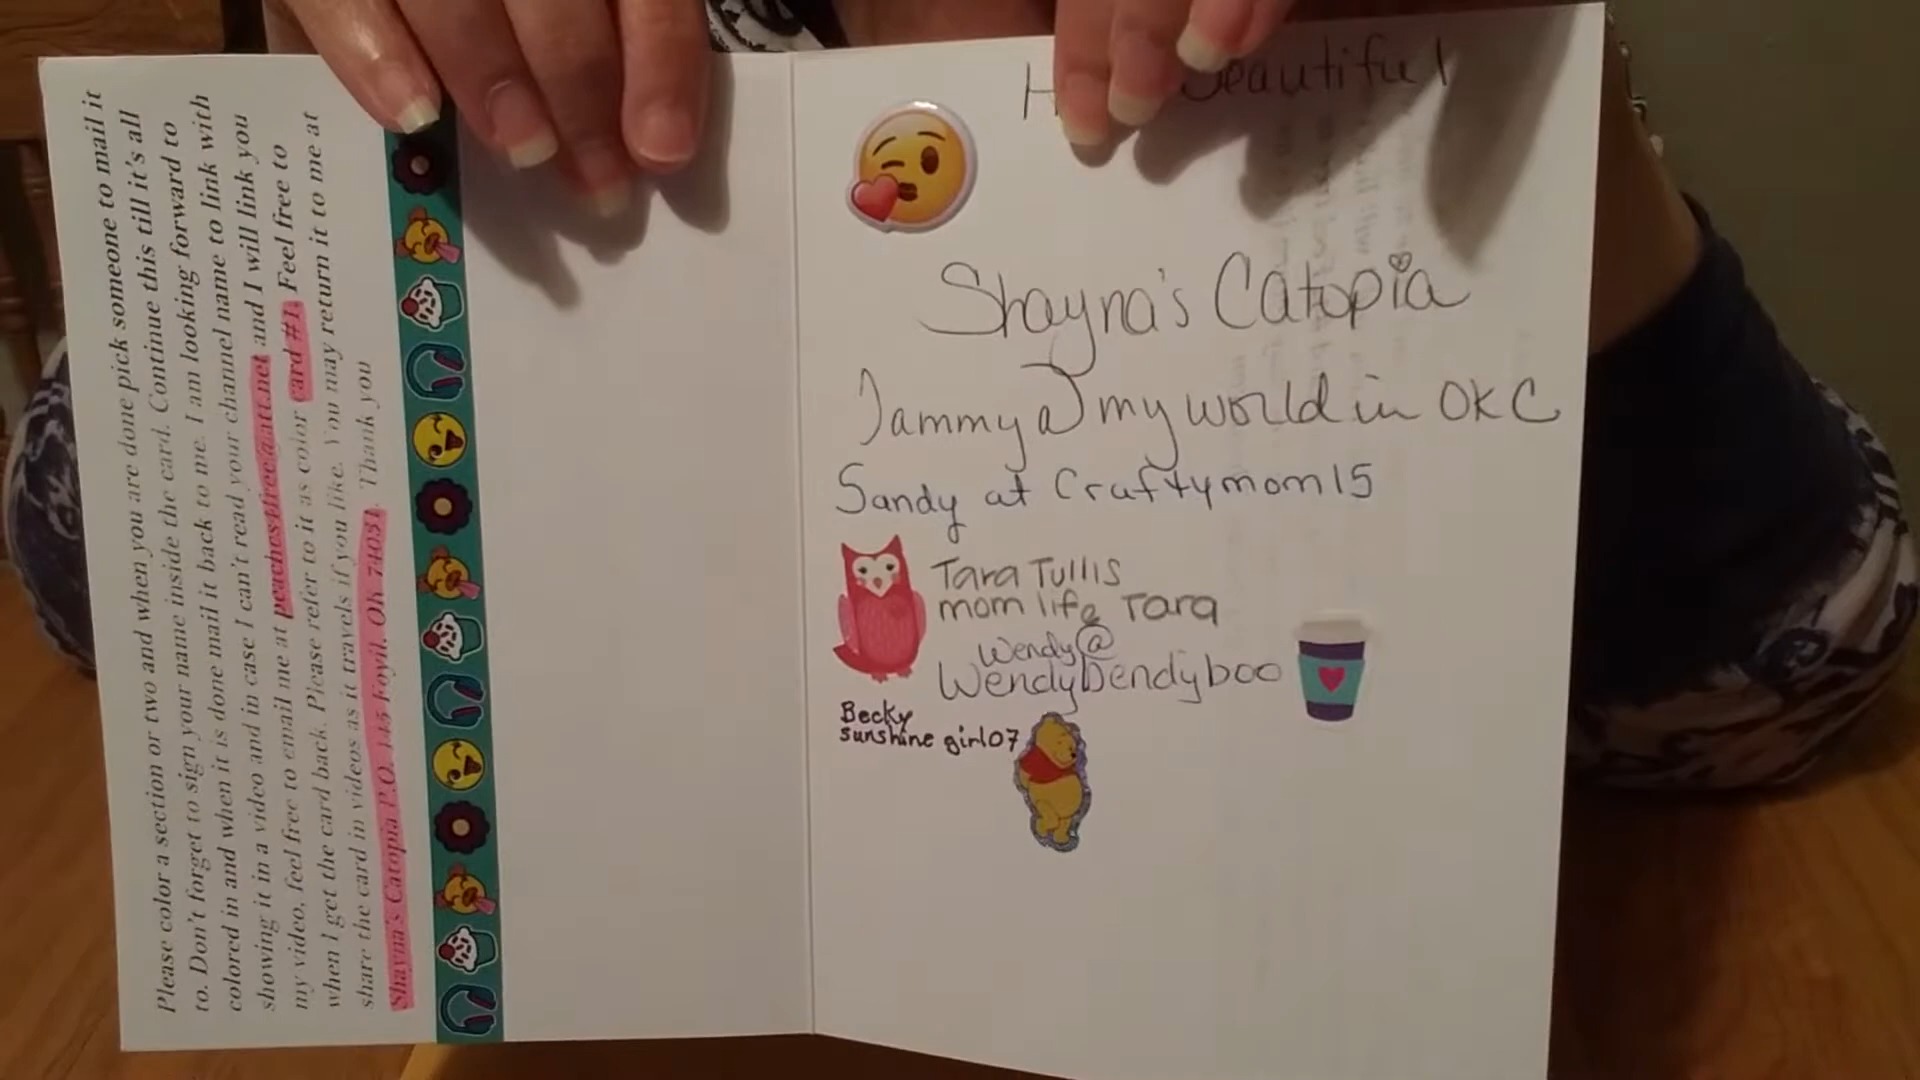 Please color a section or two and when you are done pick someone to mail it
to. Don't forget to sign your name inside the card. Continue this till it's all
colored in and when it is done mail it back to me. I am looking forward to
showing it in a video and in case I can't read your channel name to link with
my video, feel free to email me at peachestree@att.net and I will link you
when I get the card back. Please refer to it as color card #1. Feel free to
share the card in videos as it travels if you like. You may return it to me at
Shayna's Catopia P.O. 145 Foyil. OK 74031. Thank you
Beautiful
Shayna's Catopia
Tammy @ my world in OKC
Sandy at Craftymom15
Tara Tullis
mom life Tara
Wendy @
WendyDendyboo
Becky
sunshine girl07